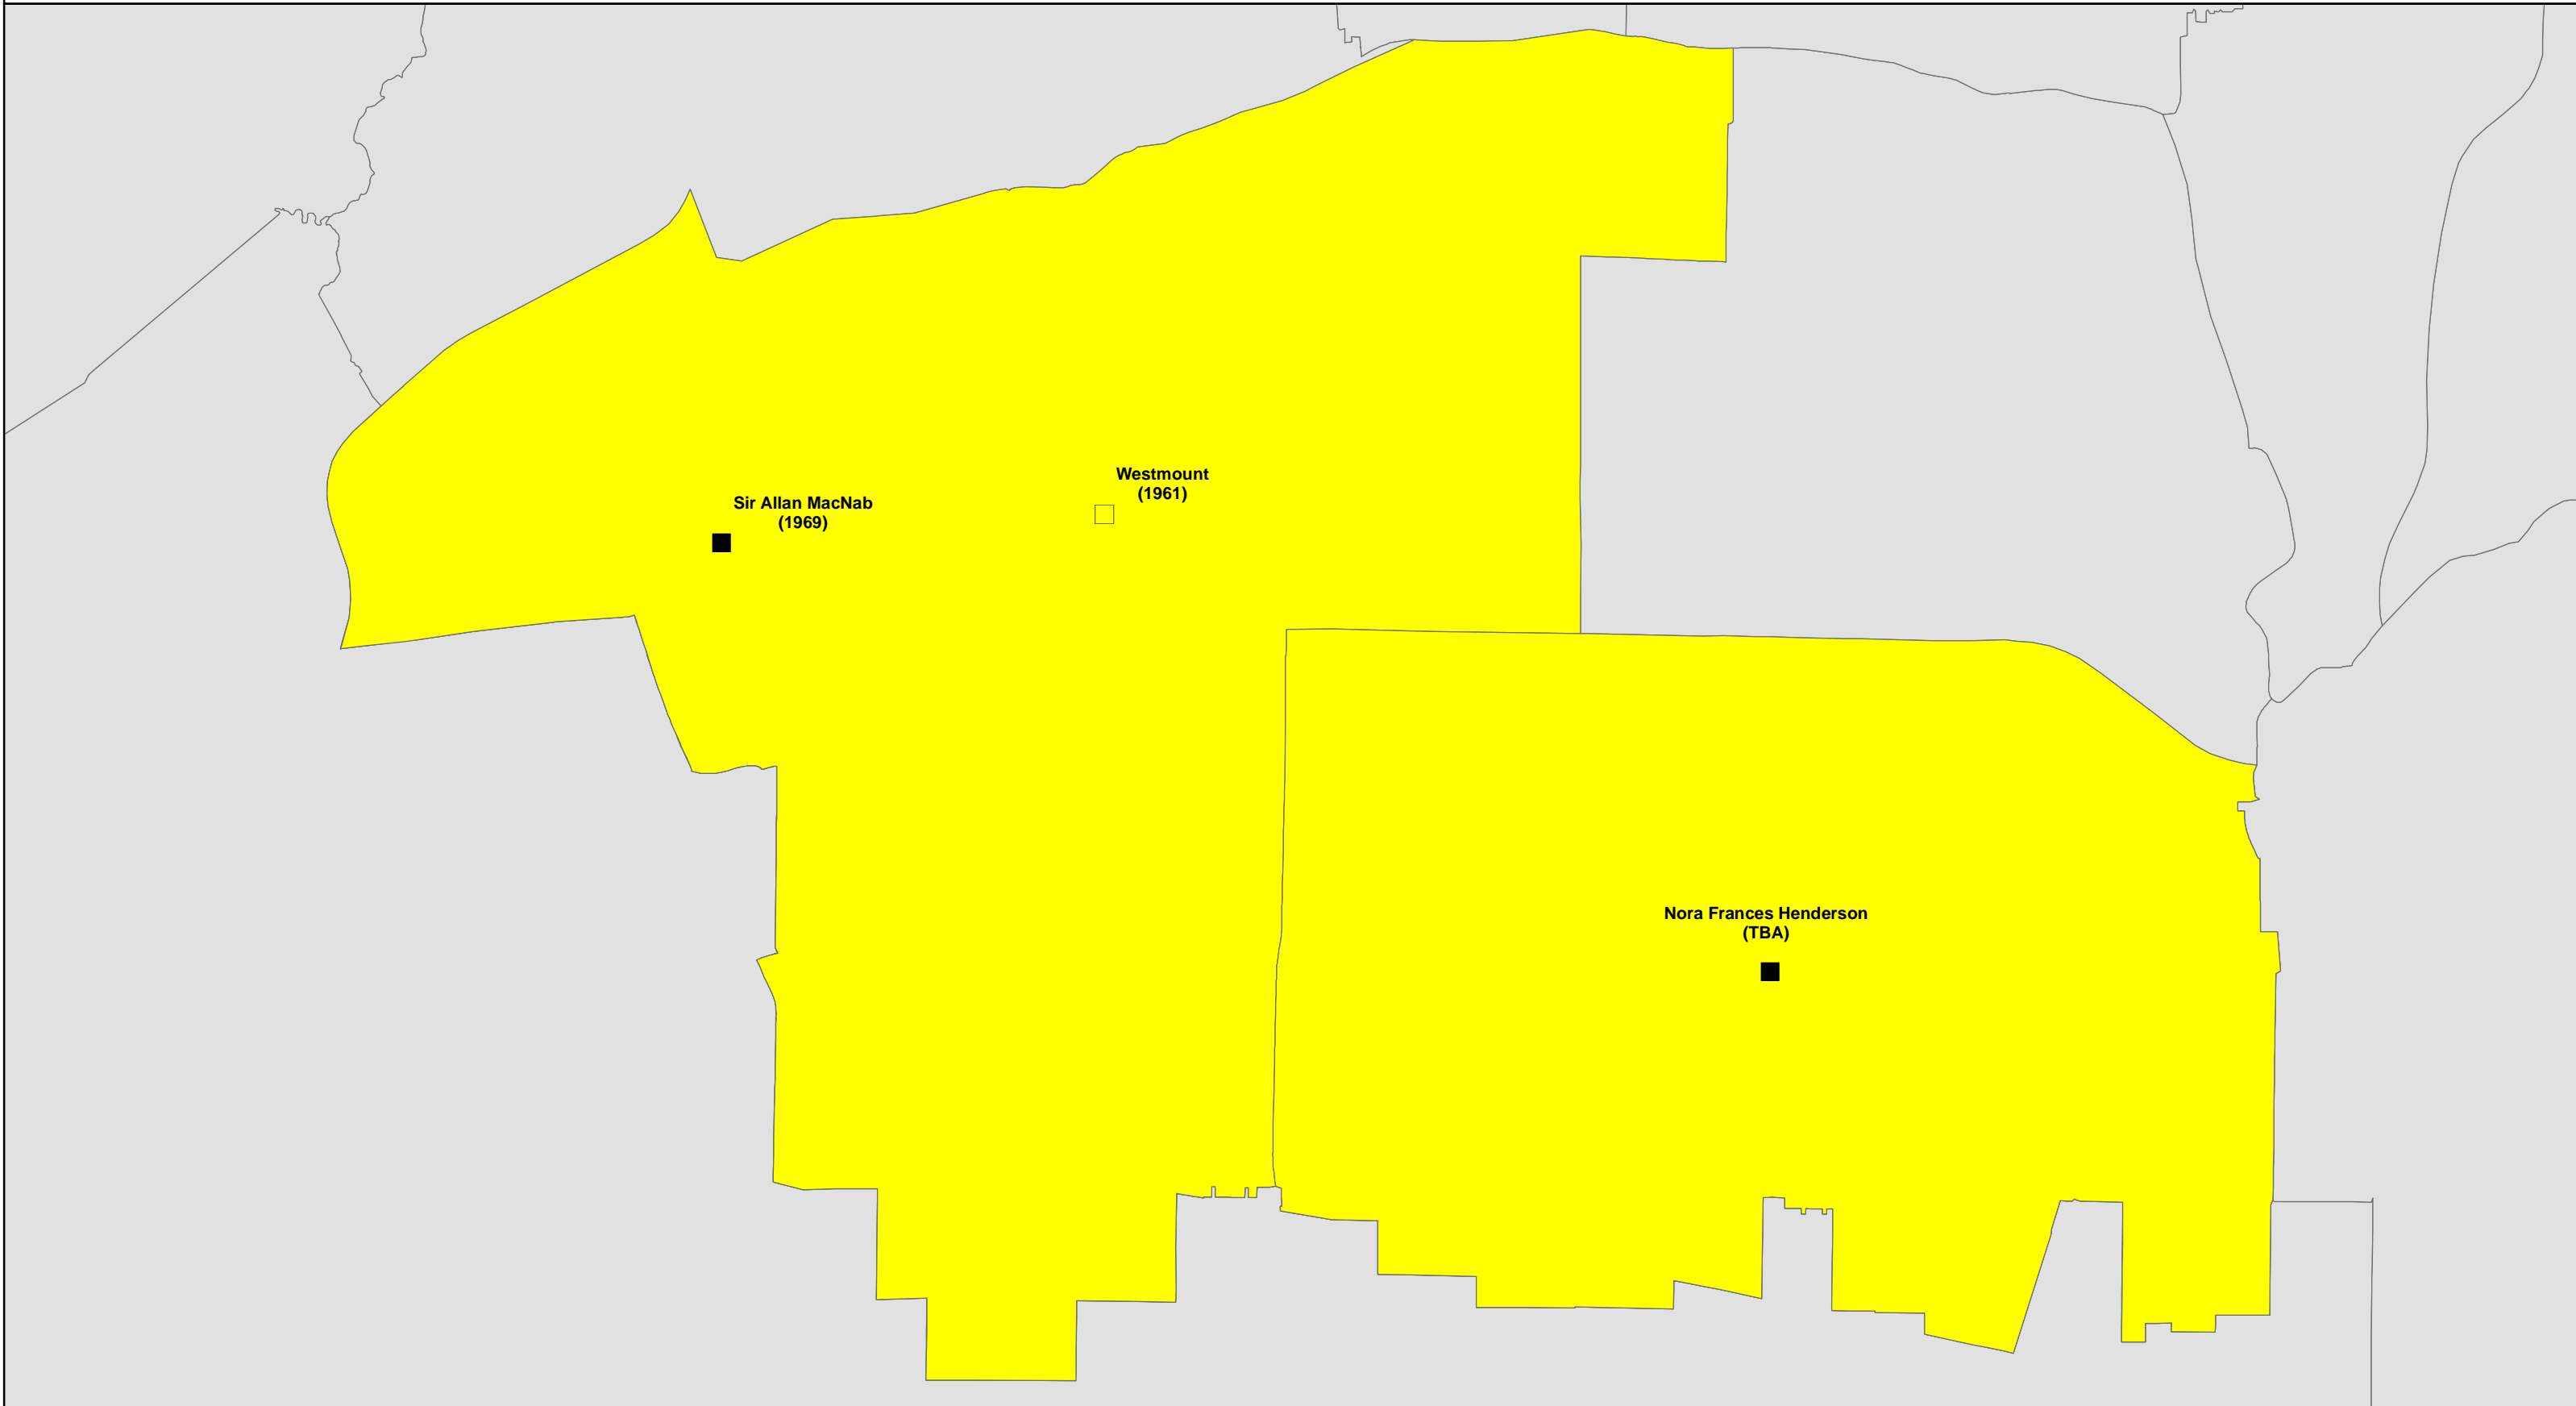 Westmount
(1961)
Sir Allan MacNab
(1969)
Nora Frances Henderson
(TBA)